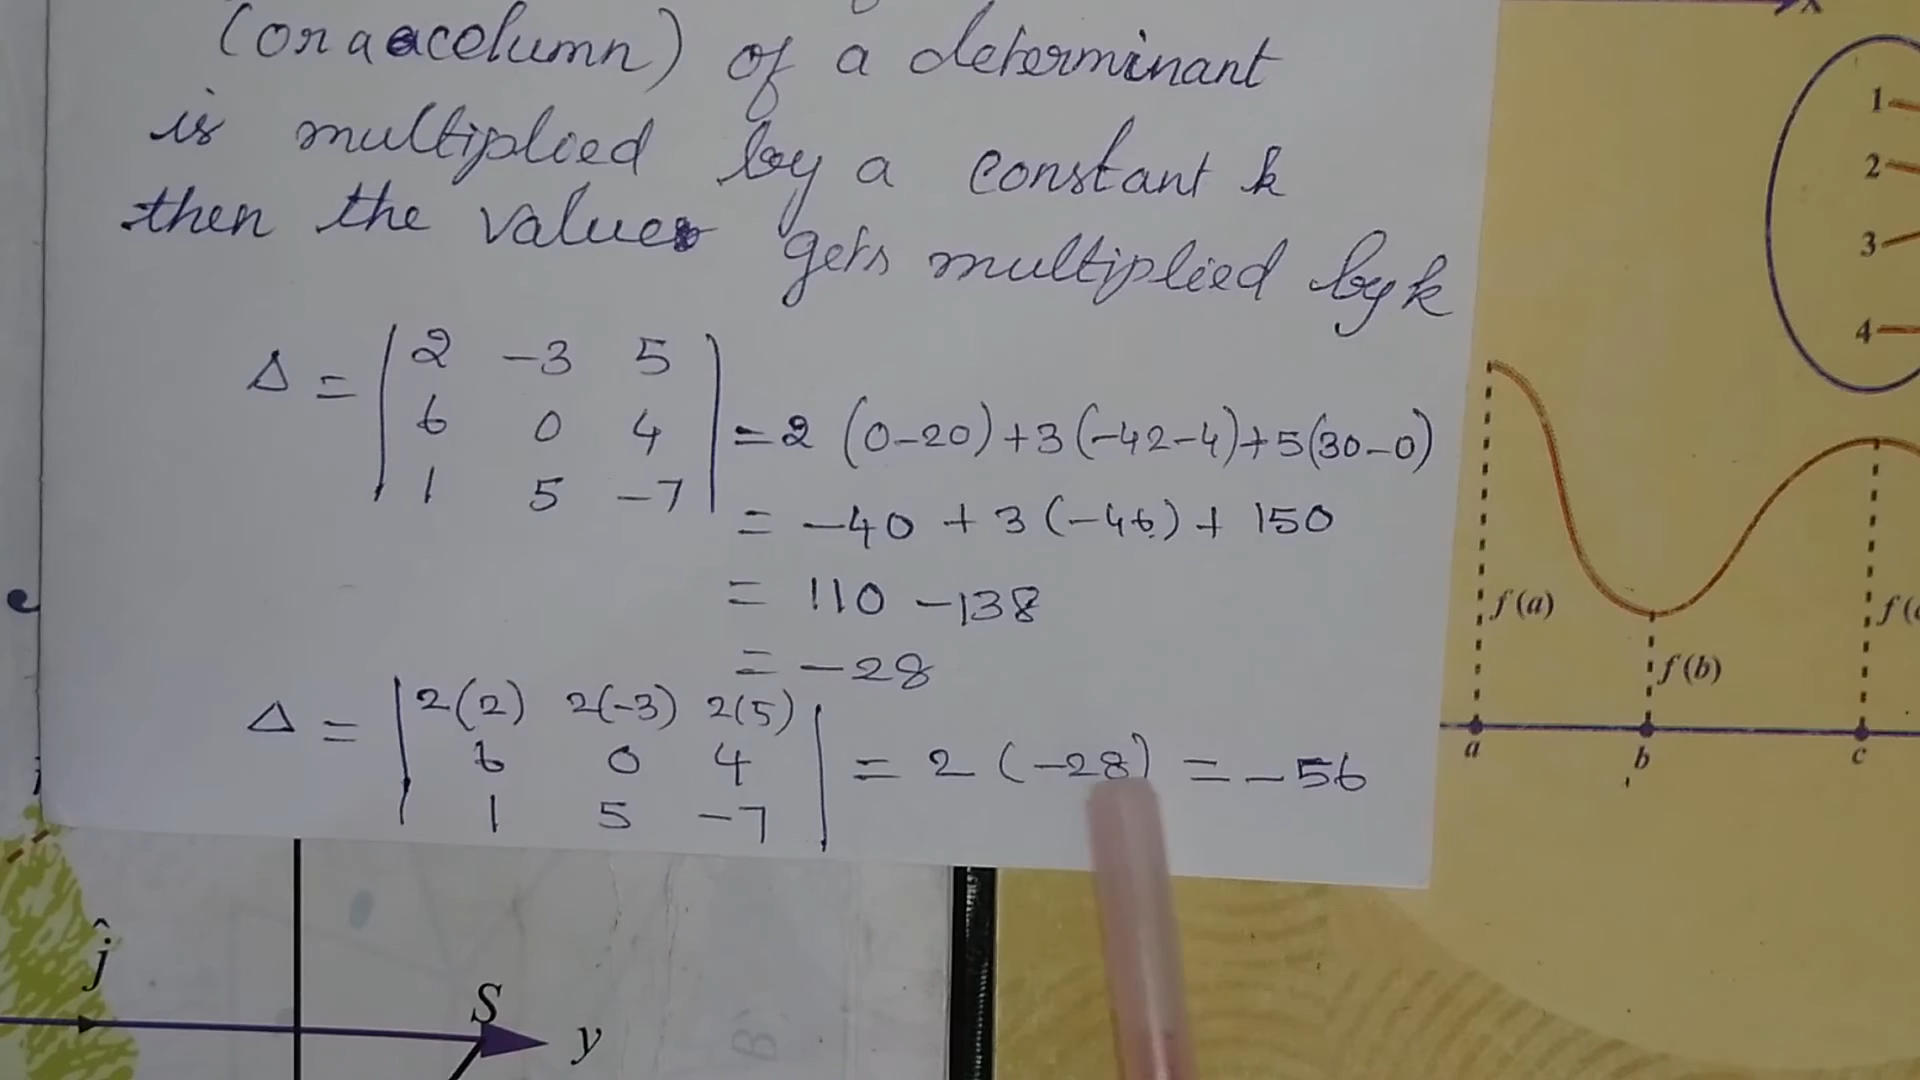 (or a column) of a determinant
is multiplied by a constant k
then the value gets multiplied by k
Δ = | 2 -3 5 |
| 6 0 4 | = 2 (0-20) + 3 (-42-4) + 5(30-0)
| 1 5 -7 |
= -40 + 3 (-46) + 150
= 110 - 138
= -28
Δ = | 2(2) 2(-3) 2(5) |
| 6 0 4 | = 2 (-28) = -56
| 1 5 -7 |
x
1
2
3
4
f(a)
f(b)
a
b
c
ĵ
S
y